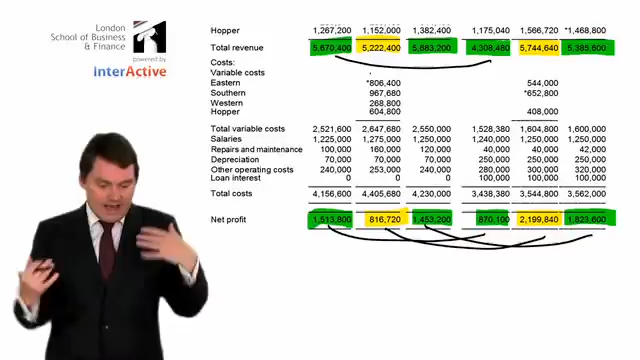 London
School of Business
& Finance
powered by
InterActive
Hopper 1,267,200 1,152,000 1,382,400 1,175,040 1,566,720 *1,468,800
Total revenue 5,670,400 5,222,400 5,683,200 4,308,480 5,744,640 5,385,600
Costs:
Variable costs
Eastern *806,400 544,000
Southern 967,680 *652,800
Western 268,800
Hopper 604,800 408,000
Total variable costs 2,521,600 2,647,680 2,550,000 1,528,380 1,604,800 1,600,000
Salaries 1,225,000 1,275,000 1,250,000 1,240,000 1,250,000 1,250,000
Repairs and maintenance 100,000 160,000 120,000 40,000 40,000 42,000
Depreciation 70,000 70,000 70,000 250,000 250,000 250,000
Other operating costs 240,000 253,000 240,000 280,000 300,000 320,000
Loan interest 0 0 0 100,000 100,000 100,000
Total costs 4,156,600 4,405,680 4,230,000 3,438,380 3,544,800 3,562,000
Net profit 1,513,800 816,720 1,453,200 870,100 2,199,840 1,823,600